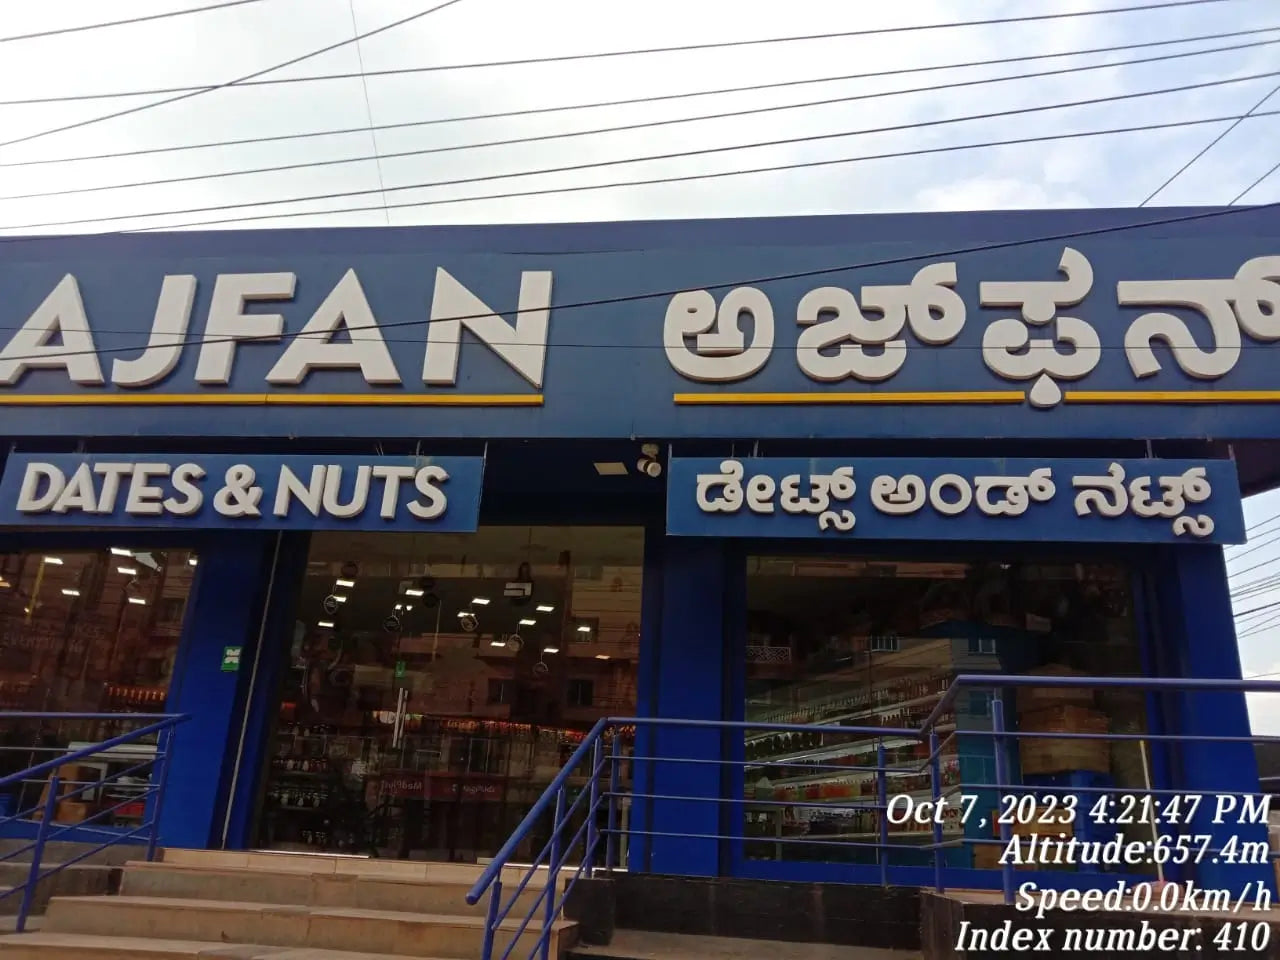 AJFAN ಅಜ್‌ಫನ್
DATES & NUTS ಡೇಟ್ಸ್ ಅಂಡ್ ನಟ್ಸ್
Oct 7, 2023 4:21:47 PM
Altitude:657.4m
Speed:0.0km/h
Index number: 410